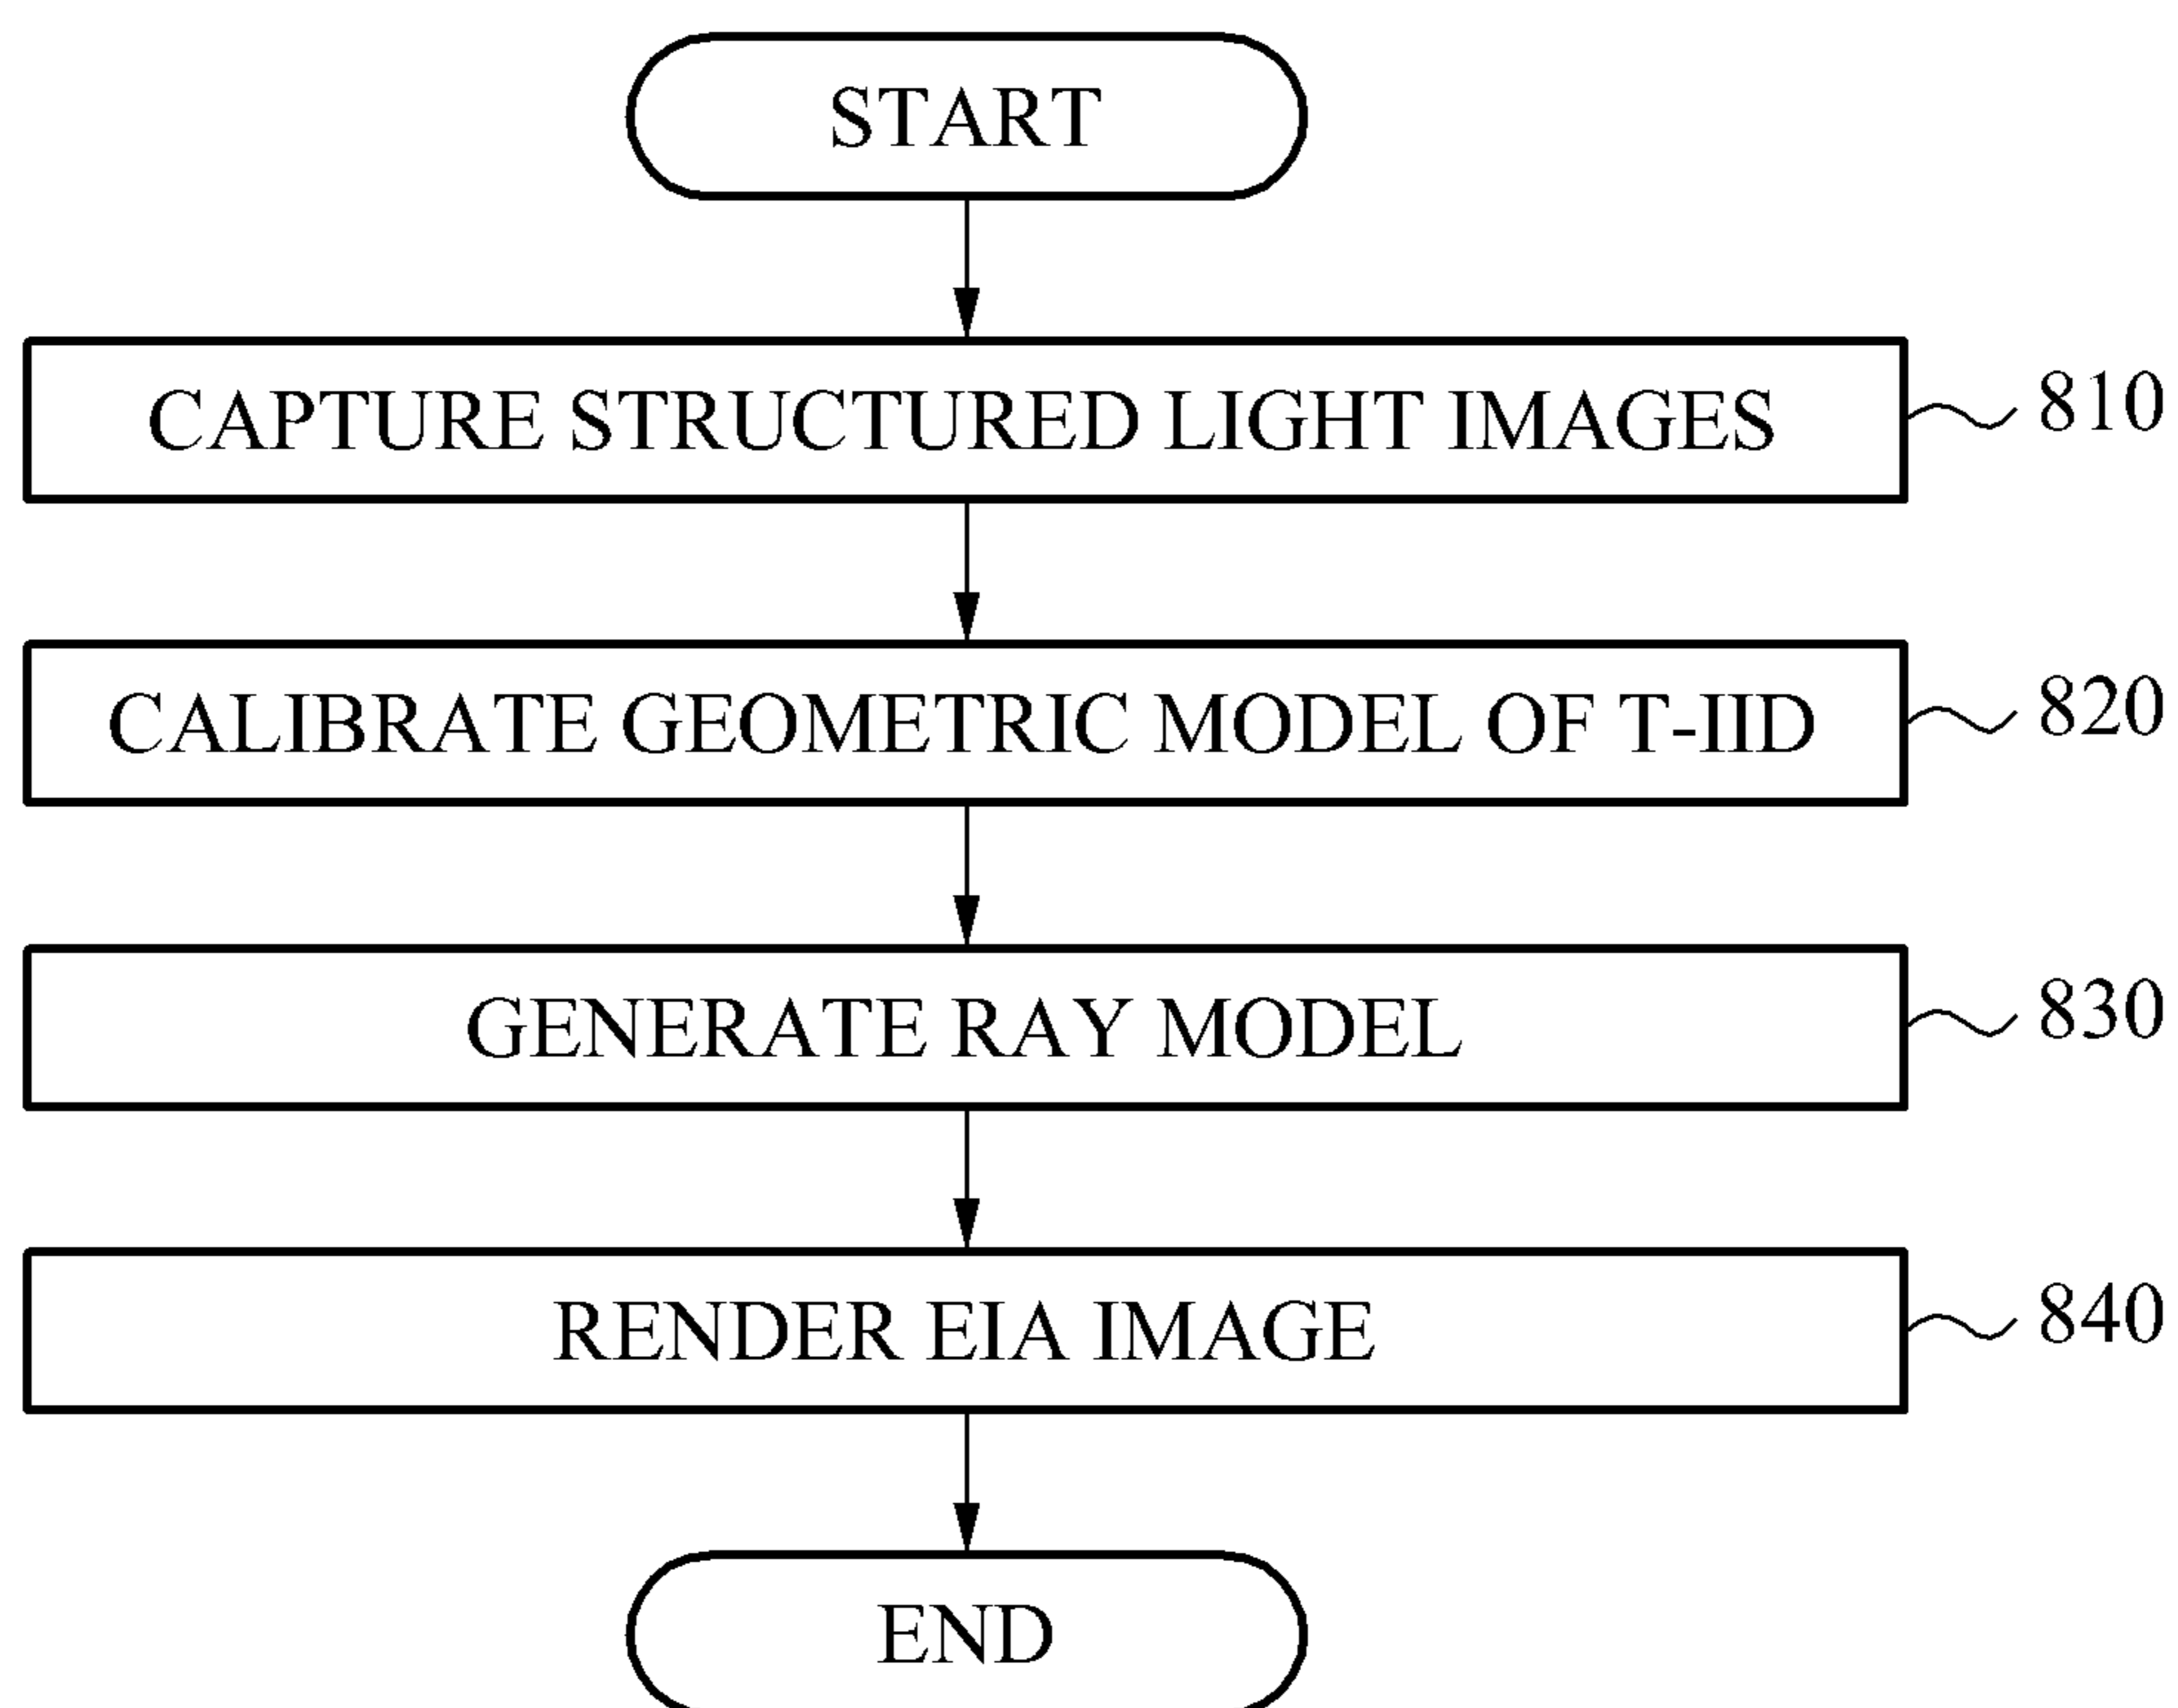 START
CAPTURE STRUCTURED LIGHT IMAGES
810
CALIBRATE GEOMETRIC MODEL OF T-IID
820
GENERATE RAY MODEL
830
RENDER EIA IMAGE
840
END